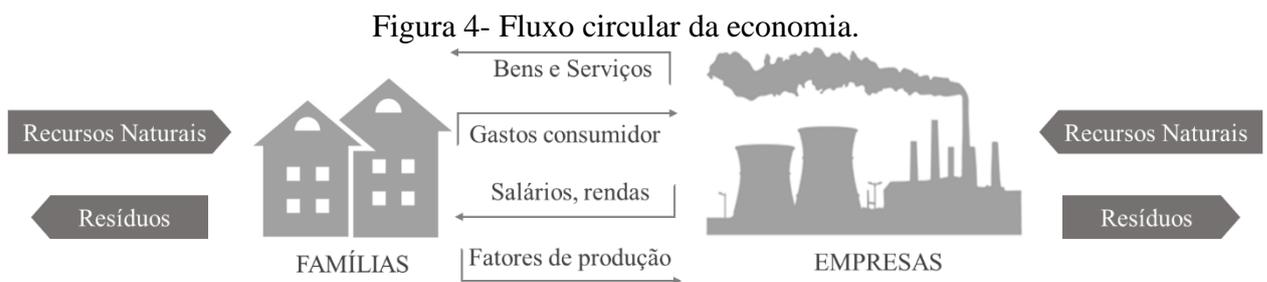 Figura 4- Fluxo circular da economia.
Bens e Serviços
Recursos Naturais
Gastos consumidor
Recursos Naturais
Salários, rendas
Resíduos
Resíduos
Fatores de produção
FAMÍLIAS
EMPRESAS